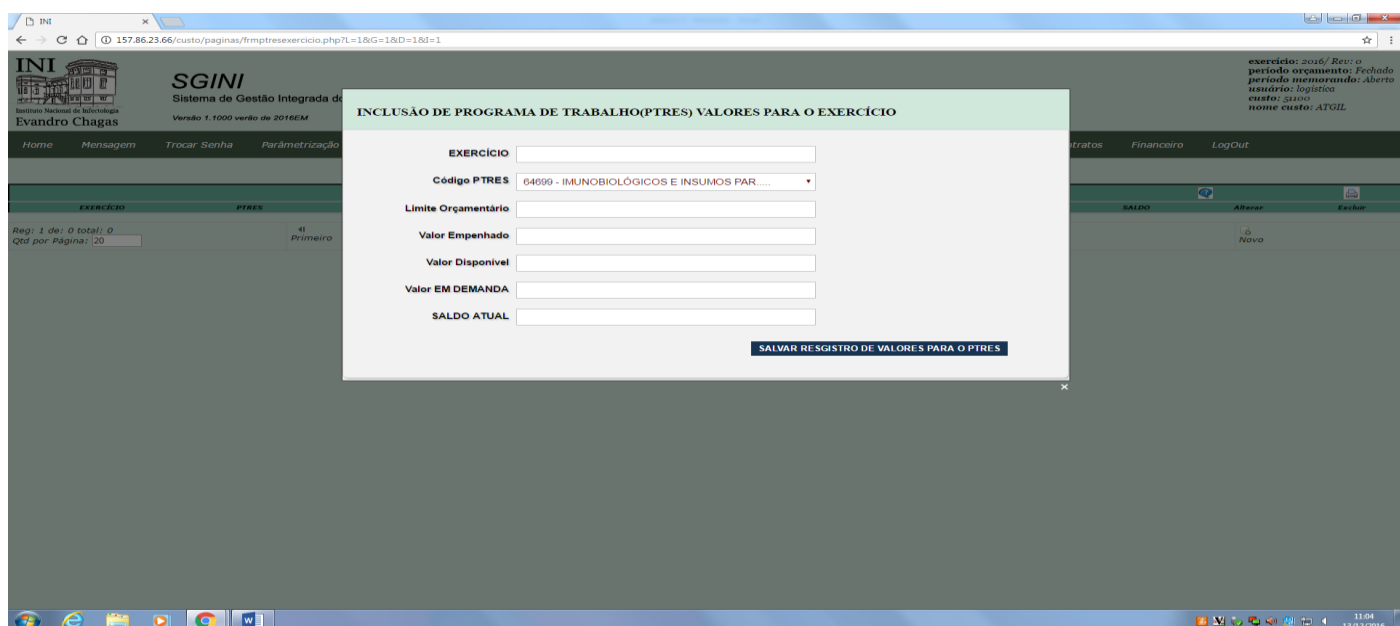 INI
157.86.23.66/custo/paginas/frmptresexercicio.php?L=1&G=1&D=1&I=1
INI
Instituto Nacional de Infectologia
Evandro Chagas
SGINI
Sistema de Gestão Integrada do
Versão 1.1000 verão de 2016EM
exercício: 2016/ Rev: 0
período orçamento: Fechado
período memorando: Aberto
usuário: logistica
custo: 51100
nome custo: ATGIL.
Home Mensagem Trocar Senha Parâmetrização tratos Financeiro LogOut
INCLUSÃO DE PROGRAMA DE TRABALHO(PTRES) VALORES PARA O EXERCÍCIO
EXERCÍCIO
Código PTRES 64699 - IMUNOBIOLÓGICOS E INSUMOS PAR.....
Limite Orçamentário
Valor Empenhado
Valor Disponível
Valor EM DEMANDA
SALDO ATUAL
SALVAR RESGISTRO DE VALORES PARA O PTRES
EXERCÍCIO PTRES SALDO Alterar Excluir
Reg: 1 de: 0 total: 0
Qtd por Página: 20
Primeiro
Novo
11:04